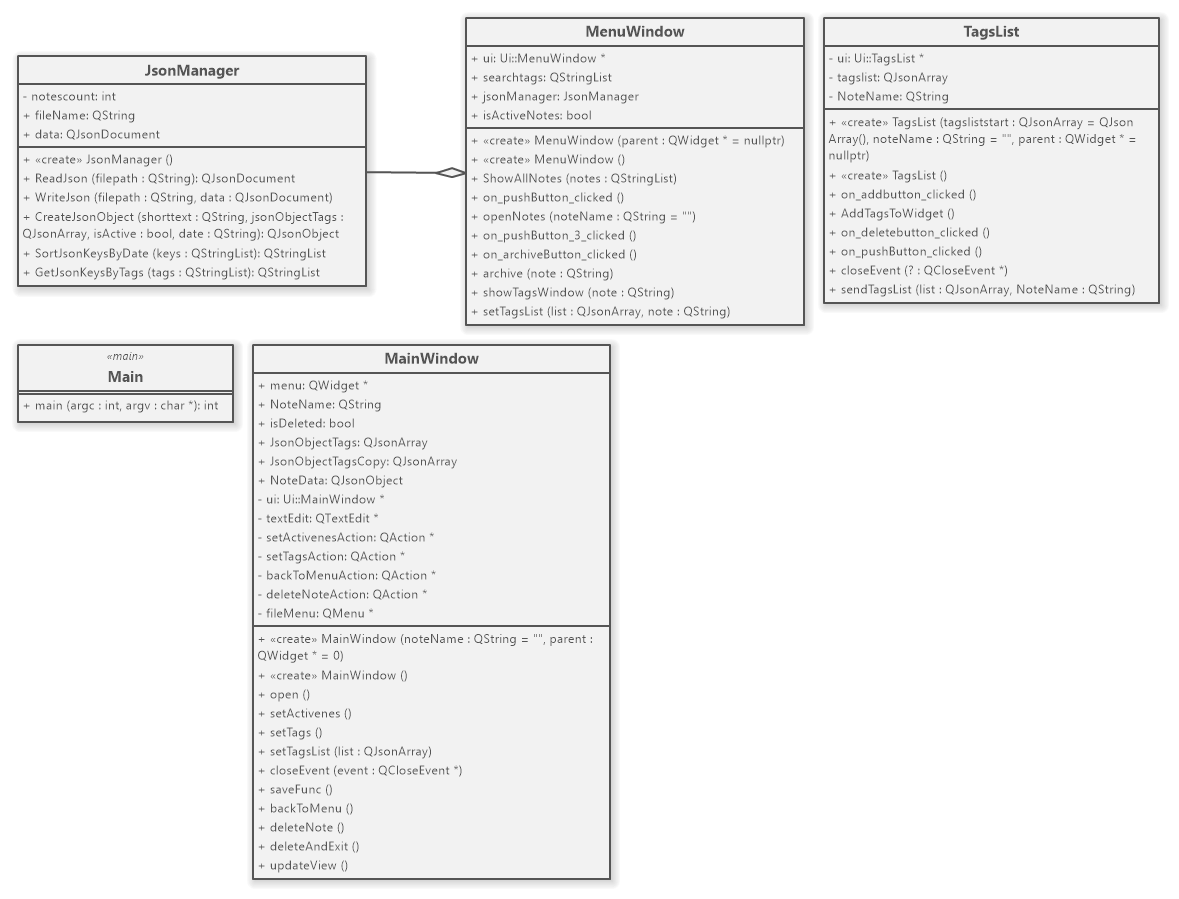 JsonManager
- notescount: int
+ fileName: QString
+ data: QJsonDocument
+ «create» JsonManager ()
+ ReadJson (filepath : QString): QJsonDocument
+ WriteJson (filepath : QString, data : QJsonDocument)
+ CreateJsonObject (shorttext : QString, jsonObjectTags :
QJsonArray, isActive : bool, date : QString): QJsonObject
+ SortJsonKeysByDate (keys : QStringList): QStringList
+ GetJsonKeysByTags (tags : QStringList): QStringList
MenuWindow
+ ui: Ui::MenuWindow *
+ searchtags: QStringList
+ jsonManager: JsonManager
+ isActiveNotes: bool
+ «create» MenuWindow (parent : QWidget * = nullptr)
+ «create» MenuWindow ()
+ ShowAllNotes (notes : QStringList)
+ on_pushButton_clicked ()
+ openNotes (noteName : QString = "")
+ on_pushButton_3_clicked ()
+ on_archiveButton_clicked ()
+ archive (note : QString)
+ showTagsWindow (note : QString)
+ setTagsList (list : QJsonArray, note : QString)
TagsList
- ui: Ui::TagsList *
- tagslist: QJsonArray
- NoteName: QString
+ «create» TagsList (tagsliststart : QJsonArray = QJson
Array(), noteName : QString = "", parent : QWidget * =
nullptr)
+ «create» TagsList ()
+ on_addbutton_clicked ()
+ AddTagsToWidget ()
+ on_deletebutton_clicked ()
+ on_pushButton_clicked ()
+ closeEvent (? : QCloseEvent *)
+ sendTagsList (list : QJsonArray, NoteName : QString)
«main»
Main
+ main (argc : int, argv : char *): int
MainWindow
+ menu: QWidget *
+ NoteName: QString
+ isDeleted: bool
+ JsonObjectTags: QJsonArray
+ JsonObjectTagsCopy: QJsonArray
+ NoteData: QJsonObject
- ui: Ui::MainWindow *
- textEdit: QTextEdit *
- setActivenesAction: QAction *
- setTagsAction: QAction *
- backToMenuAction: QAction *
- deleteNoteAction: QAction *
- fileMenu: QMenu *
+ «create» MainWindow (noteName : QString = "", parent :
QWidget * = 0)
+ «create» MainWindow ()
+ open ()
+ setActivenes ()
+ setTags ()
+ setTagsList (list : QJsonArray)
+ closeEvent (event : QCloseEvent *)
+ saveFunc ()
+ backToMenu ()
+ deleteNote ()
+ deleteAndExit ()
+ updateView ()